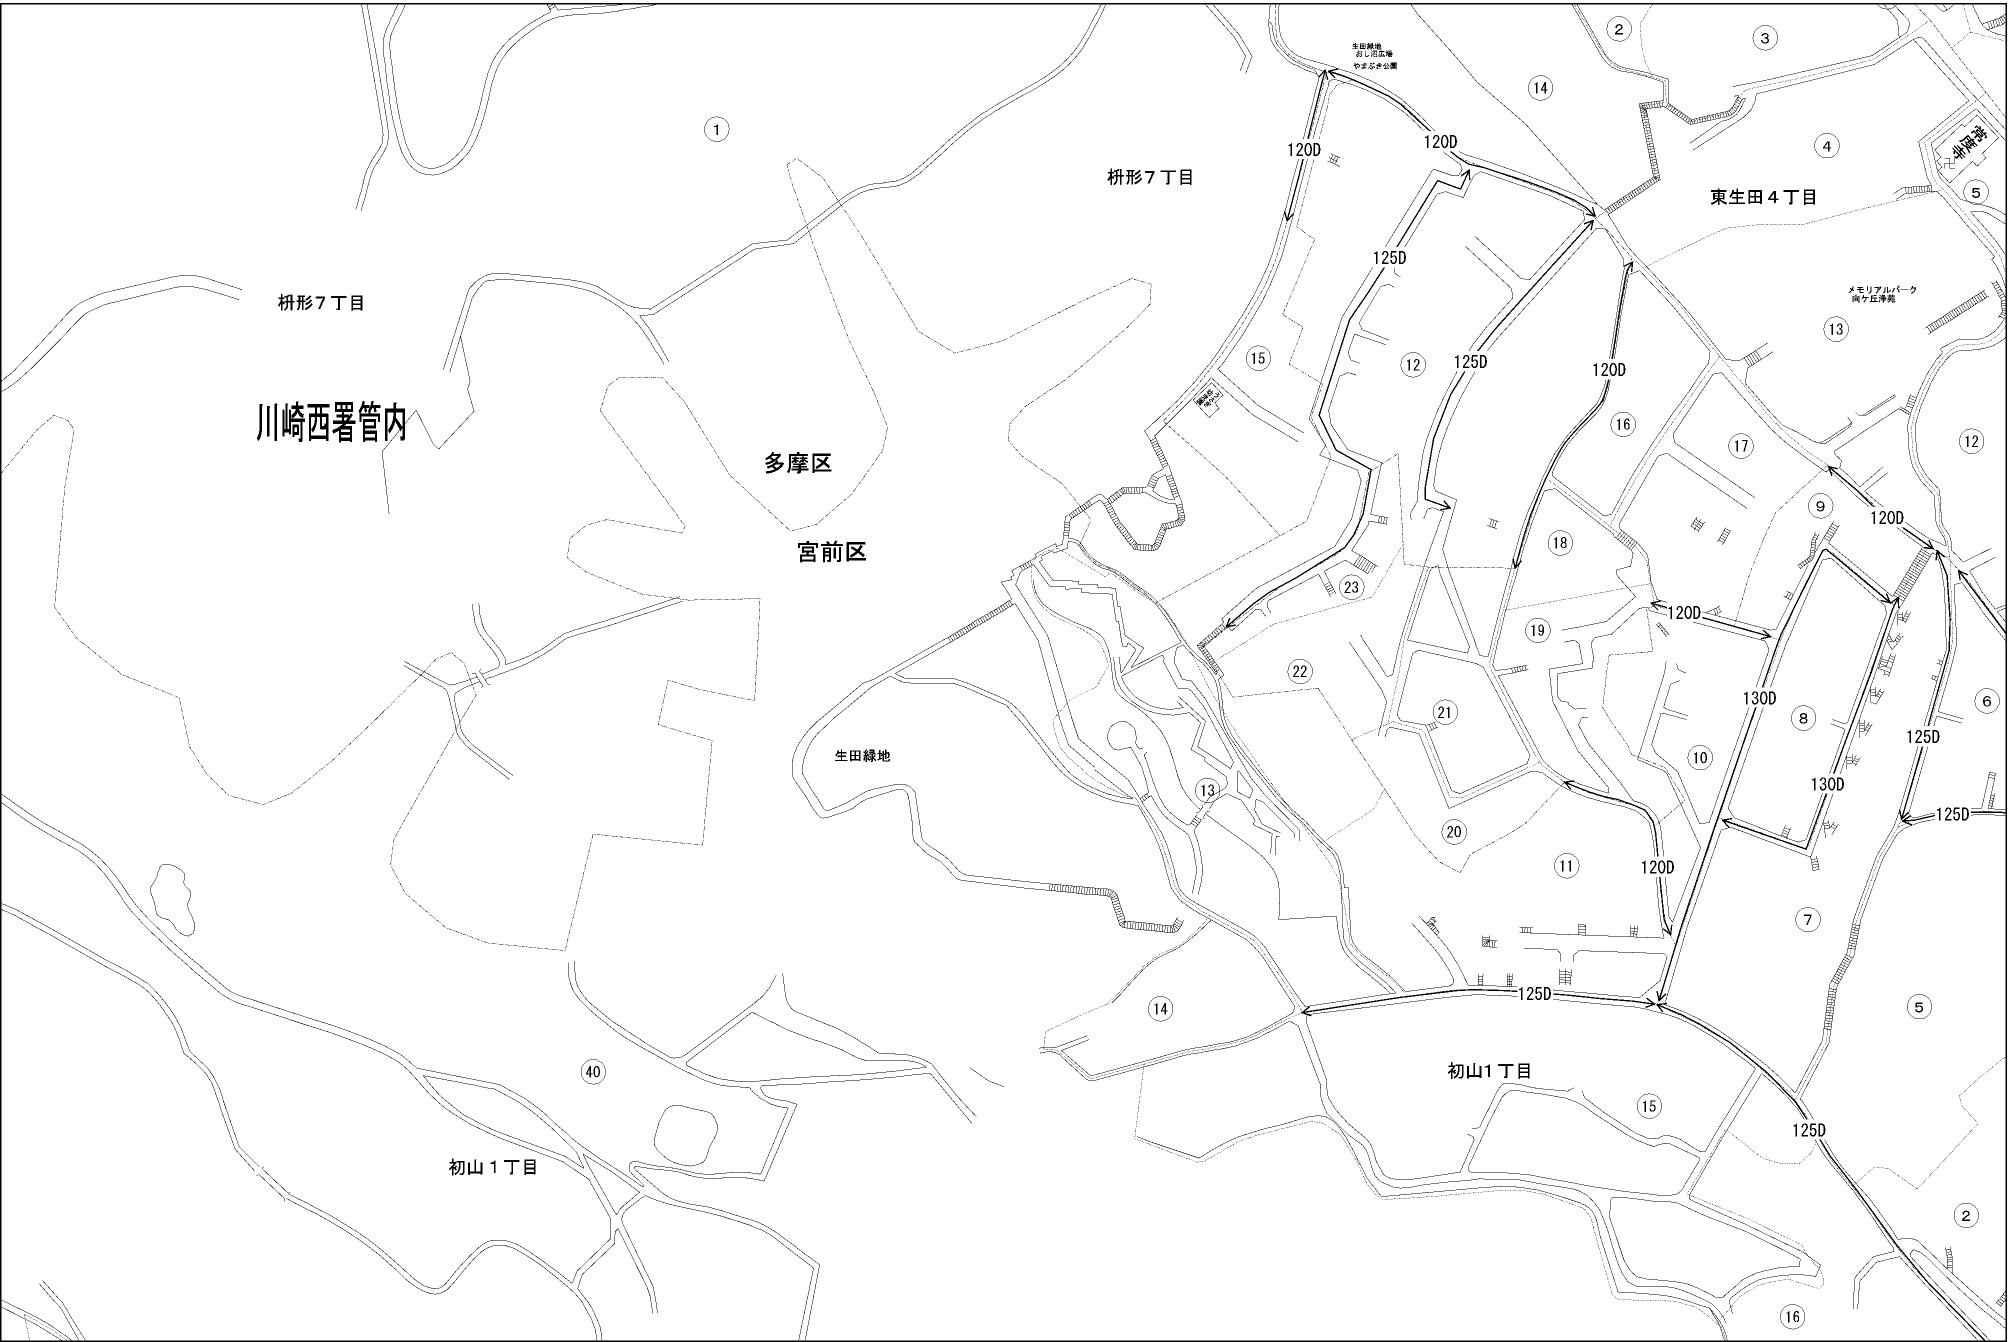 生田緑地
おし沼広場
やまぶき公園
②
③
①
⑭
120D
120D
④
枡形７丁目
常照寺
⑤
東生田４丁目
125D
メモリアルパーク
向ケ丘浄苑
枡形７丁目
⑬
⑮
⑫
125D
120D
川崎西署管内
⑯
⑰
⑫
多摩区
⑨
120D
宮前区
⑱
㉓
120D
⑲
㉒
130D
⑥
㉑
⑧
125D
生田緑地
⑩
⑬
130D
125D
⑳
⑪
120D
⑦
125D
⑭
⑤
㊵
初山１丁目
⑮
125D
初山１丁目
②
⑯